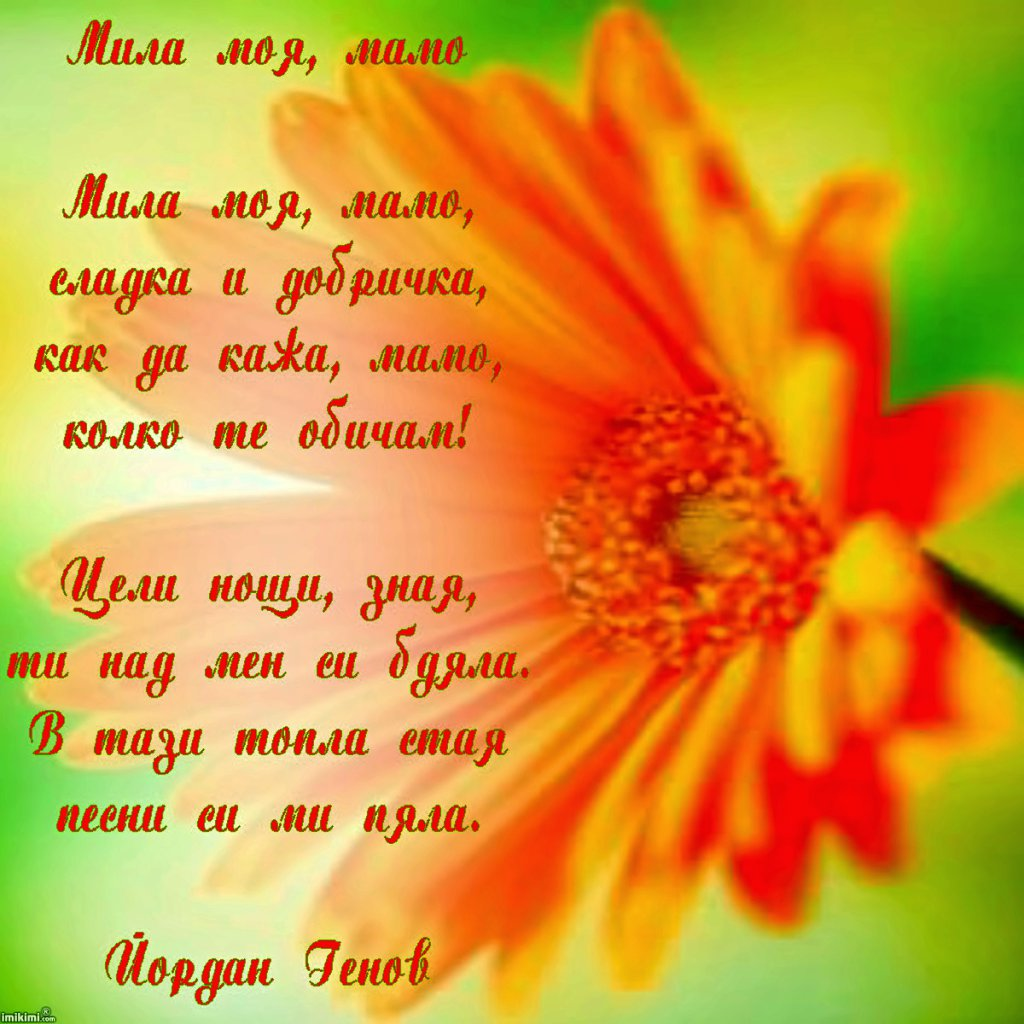 Мила моя, мамо
Мила моя, мамо,
сладка и добричка,
как да кажа, мамо,
колко те обичам!
Цели нощи, зная,
ти над мен си бдяла.
В тази топла стая
песни си ми пяла.
Йордан Генов
imikimi.com